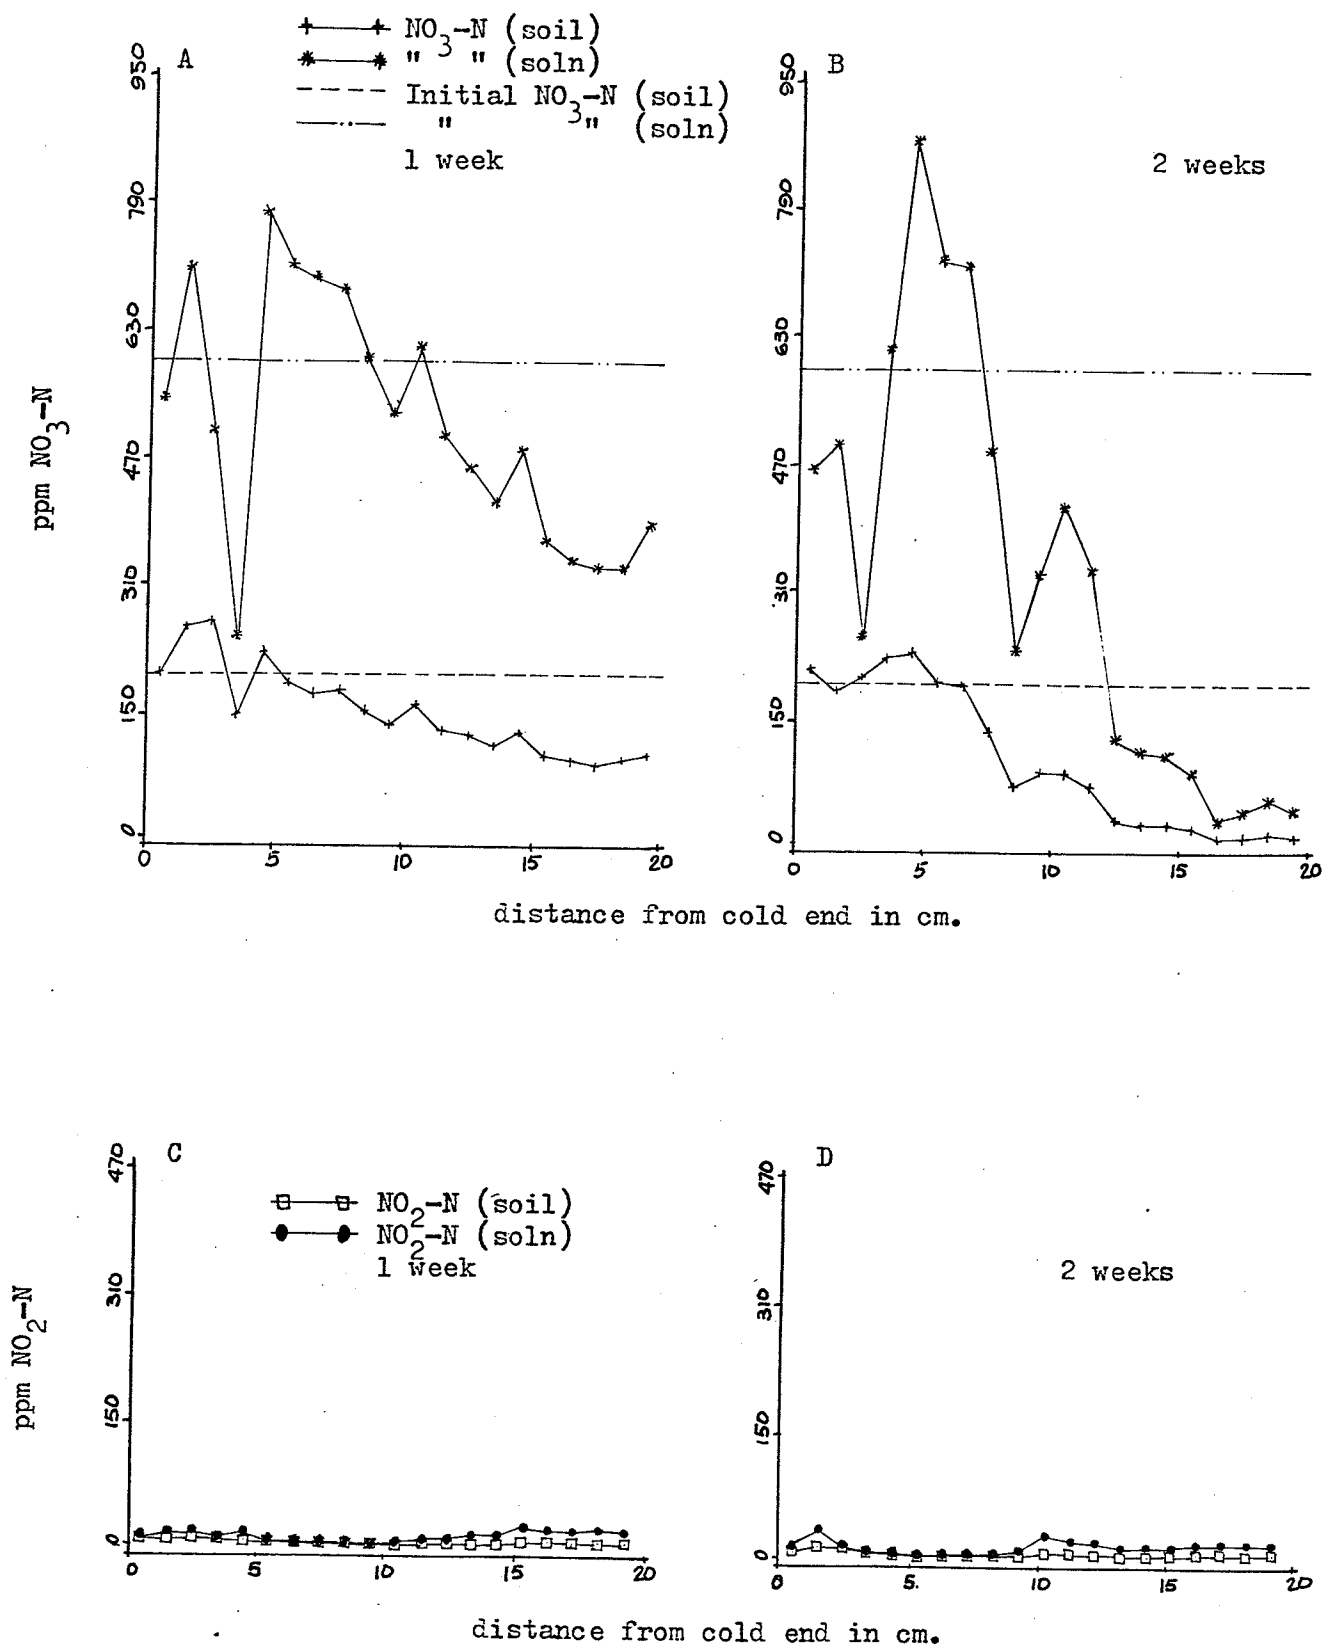 NO3-N (soil)
" " (soln)
Initial NO3-N (soil)
" " (soln)
1 week
A
950
790
630
470
310
150
0
0 5 10 15 20
ppm NO3-N
B
2 weeks
950
790
630
470
310
150
0
0 5 10 15 20
distance from cold end in cm.
C
NO2-N (soil)
NO2-N (soln)
1 week
470
310
150
0
0 5 10 15 20
ppm NO2-N
D
2 weeks
470
310
150
0
0 5. 10 15 20
distance from cold end in cm.